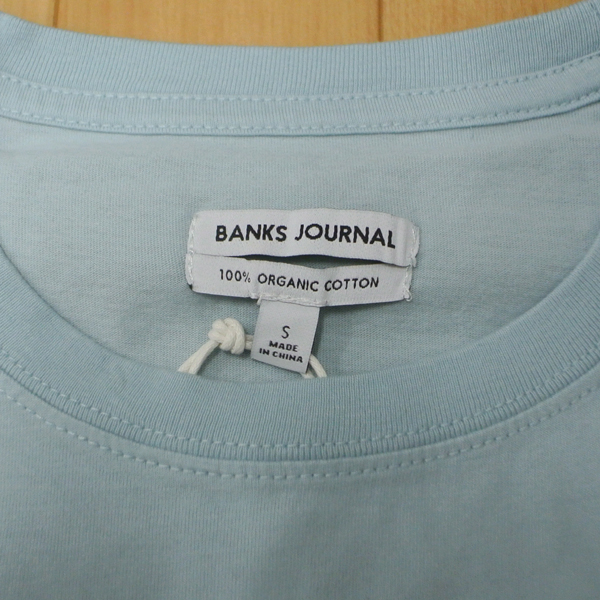 BANKS JOURNAL
100% ORGANIC COTTON
S
MADE
IN CHINA